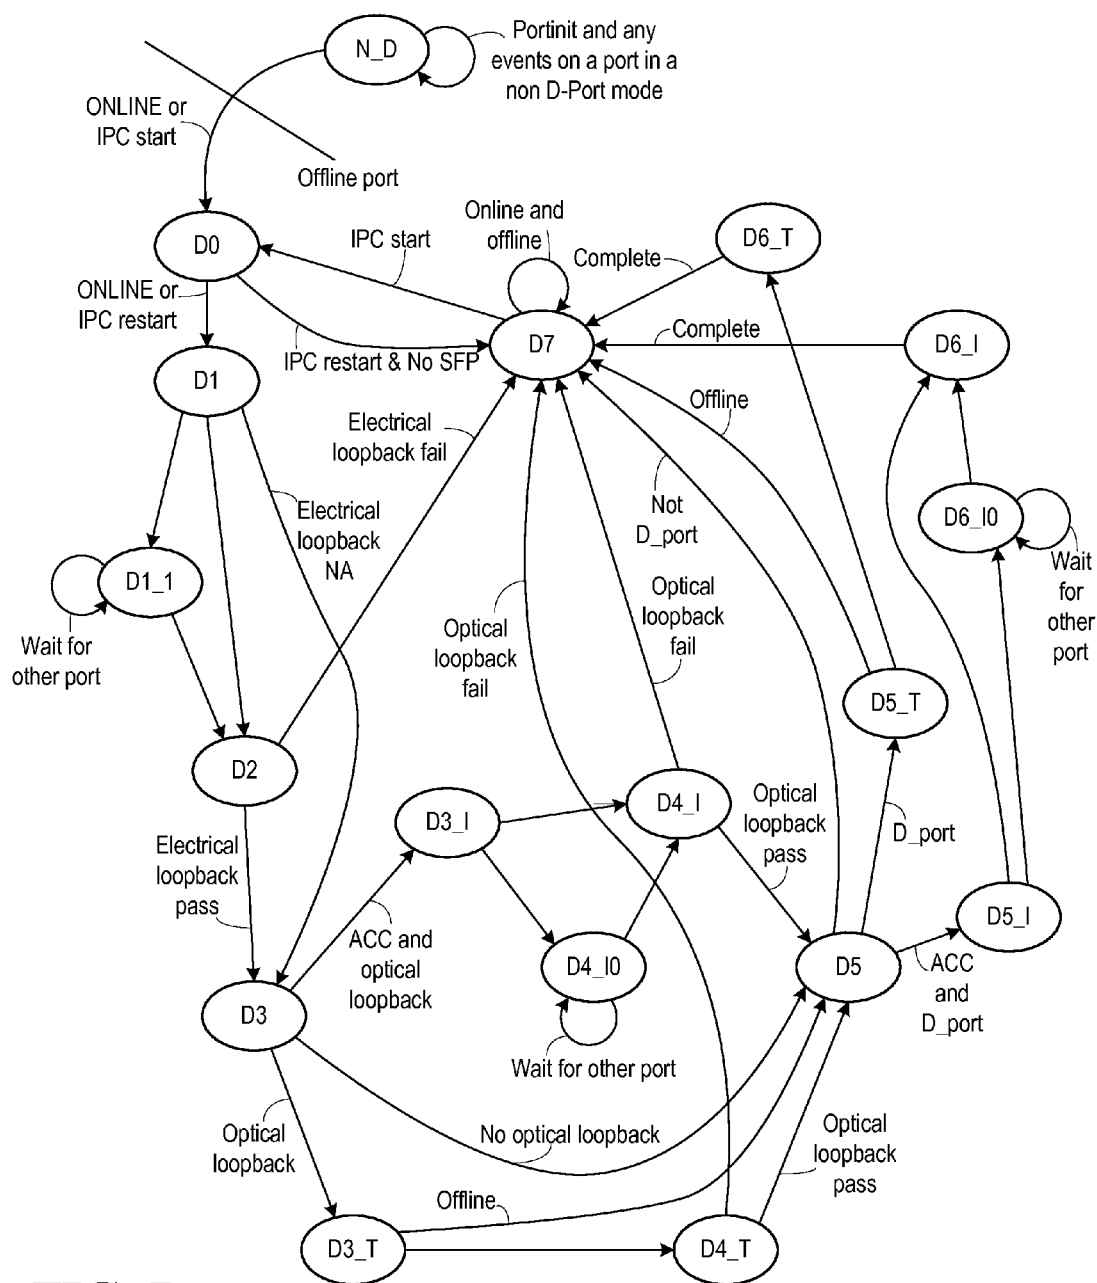 N_D
Portinit and any
events on a port in a
non D-Port mode
ONLINE or
IPC start
Offline port
D0
IPC start
Online and
offline
D6_T
Complete
ONLINE or
IPC restart
IPC restart & No SFP
D7
Complete
D6_I
D1
Electrical
loopback fail
Offline
Electrical
loopback
NA
Not
D_port
D6_I0
Wait
for
other
port
D1_1
Wait for
other port
Optical
loopback
fail
Optical
loopback
fail
D5_T
D2
D3_I
D4_I
Optical
loopback
pass
D_port
Electrical
loopback
pass
ACC and
optical
loopback
D4_I0
D5
D5_I
ACC
and
D_port
D3
Wait for other port
Optical
loopback
No optical loopback
Optical
loopback
pass
Offline
D3_T
D4_T